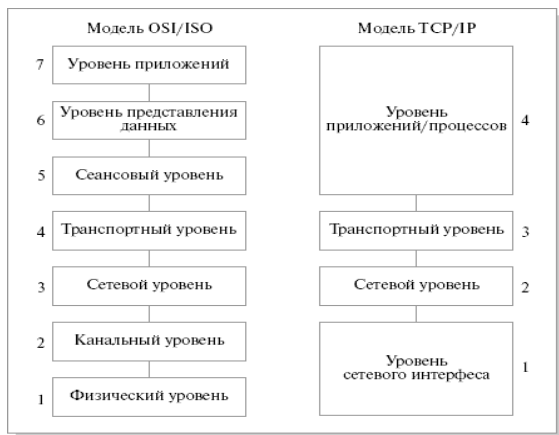 Модель OSI/ISO
7 Уровень приложений
6 Уровень представления
данных
5 Сеансовый уровень
4 Транспортный уровень
3 Сетевой уровень
2 Канальный уровень
1 Физический уровень
Модель TCP/IP
Уровень
приложений/процессов 4
Транспортный уровень 3
Сетевой уровень 2
Уровень
сетевого интерфеса 1